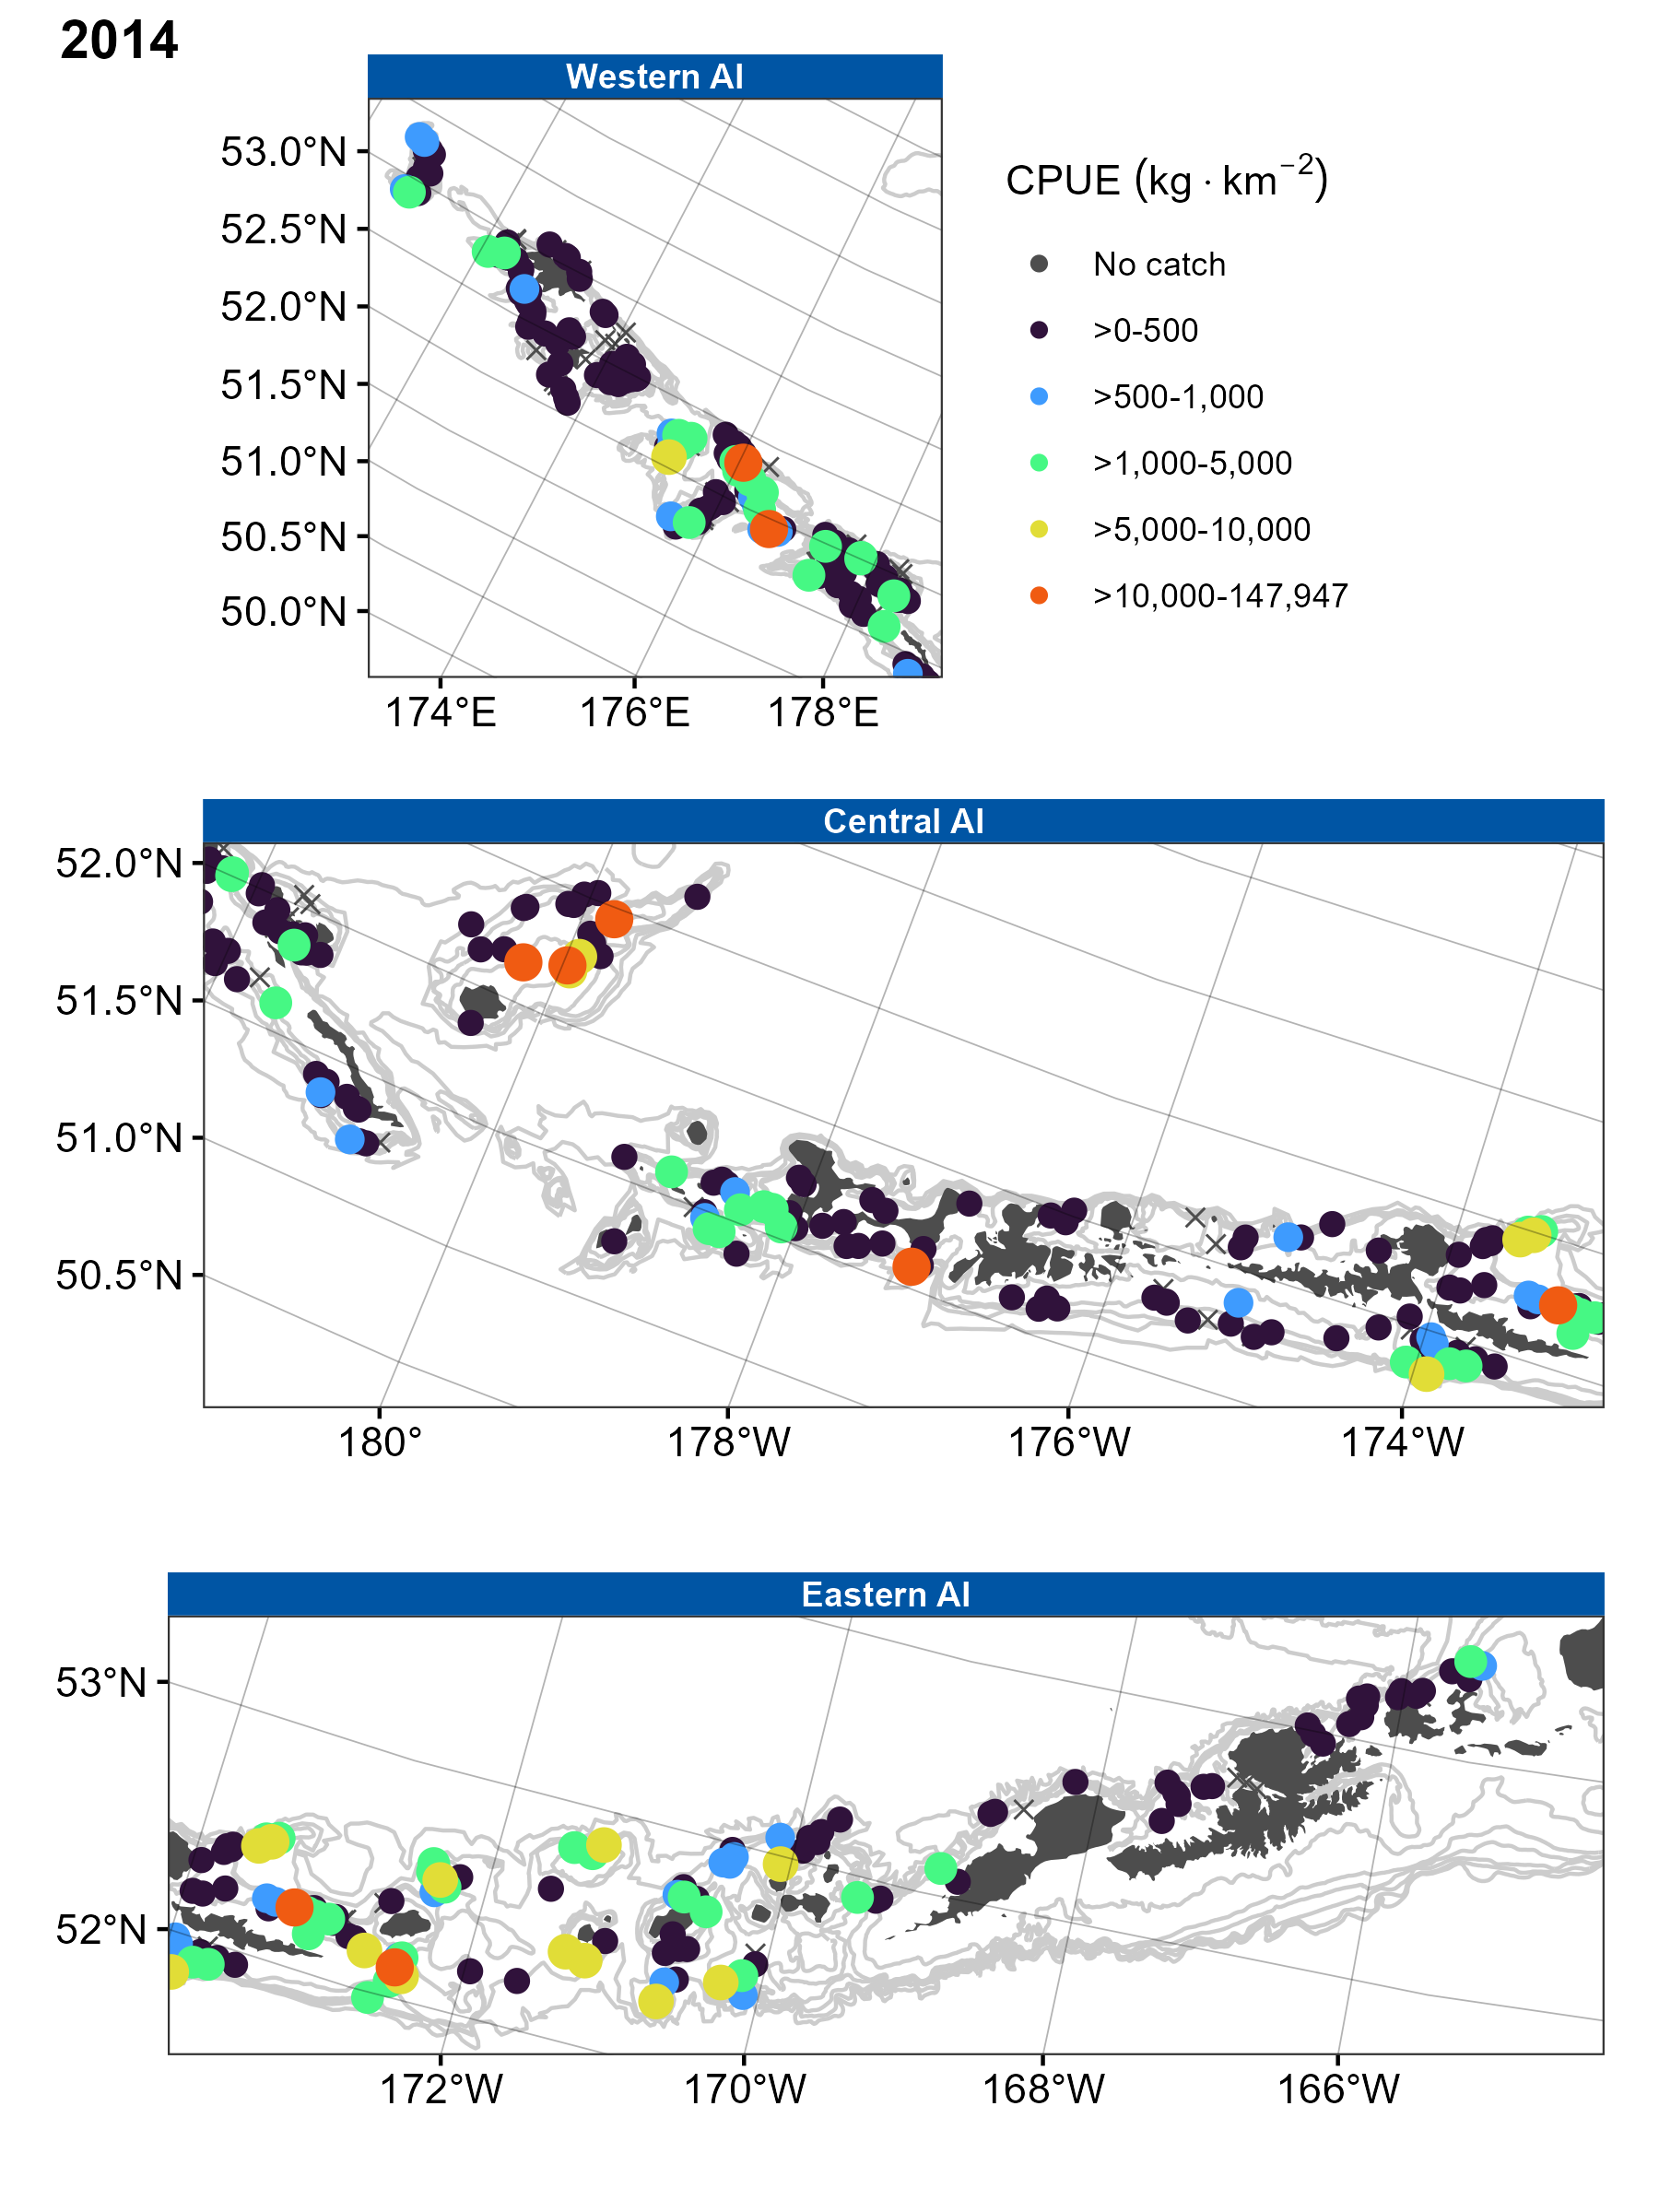 2014
Western AI
53.0°N
52.5°N
52.0°N
51.5°N
51.0°N
50.5°N
50.0°N
174°E 176°E 178°E
CPUE (kg · km⁻²)
No catch
>0-500
>500-1,000
>1,000-5,000
>5,000-10,000
>10,000-147,947
Central AI
52.0°N
51.5°N
51.0°N
50.5°N
180° 178°W 176°W 174°W
Eastern AI
53°N
52°N
172°W 170°W 168°W 166°W